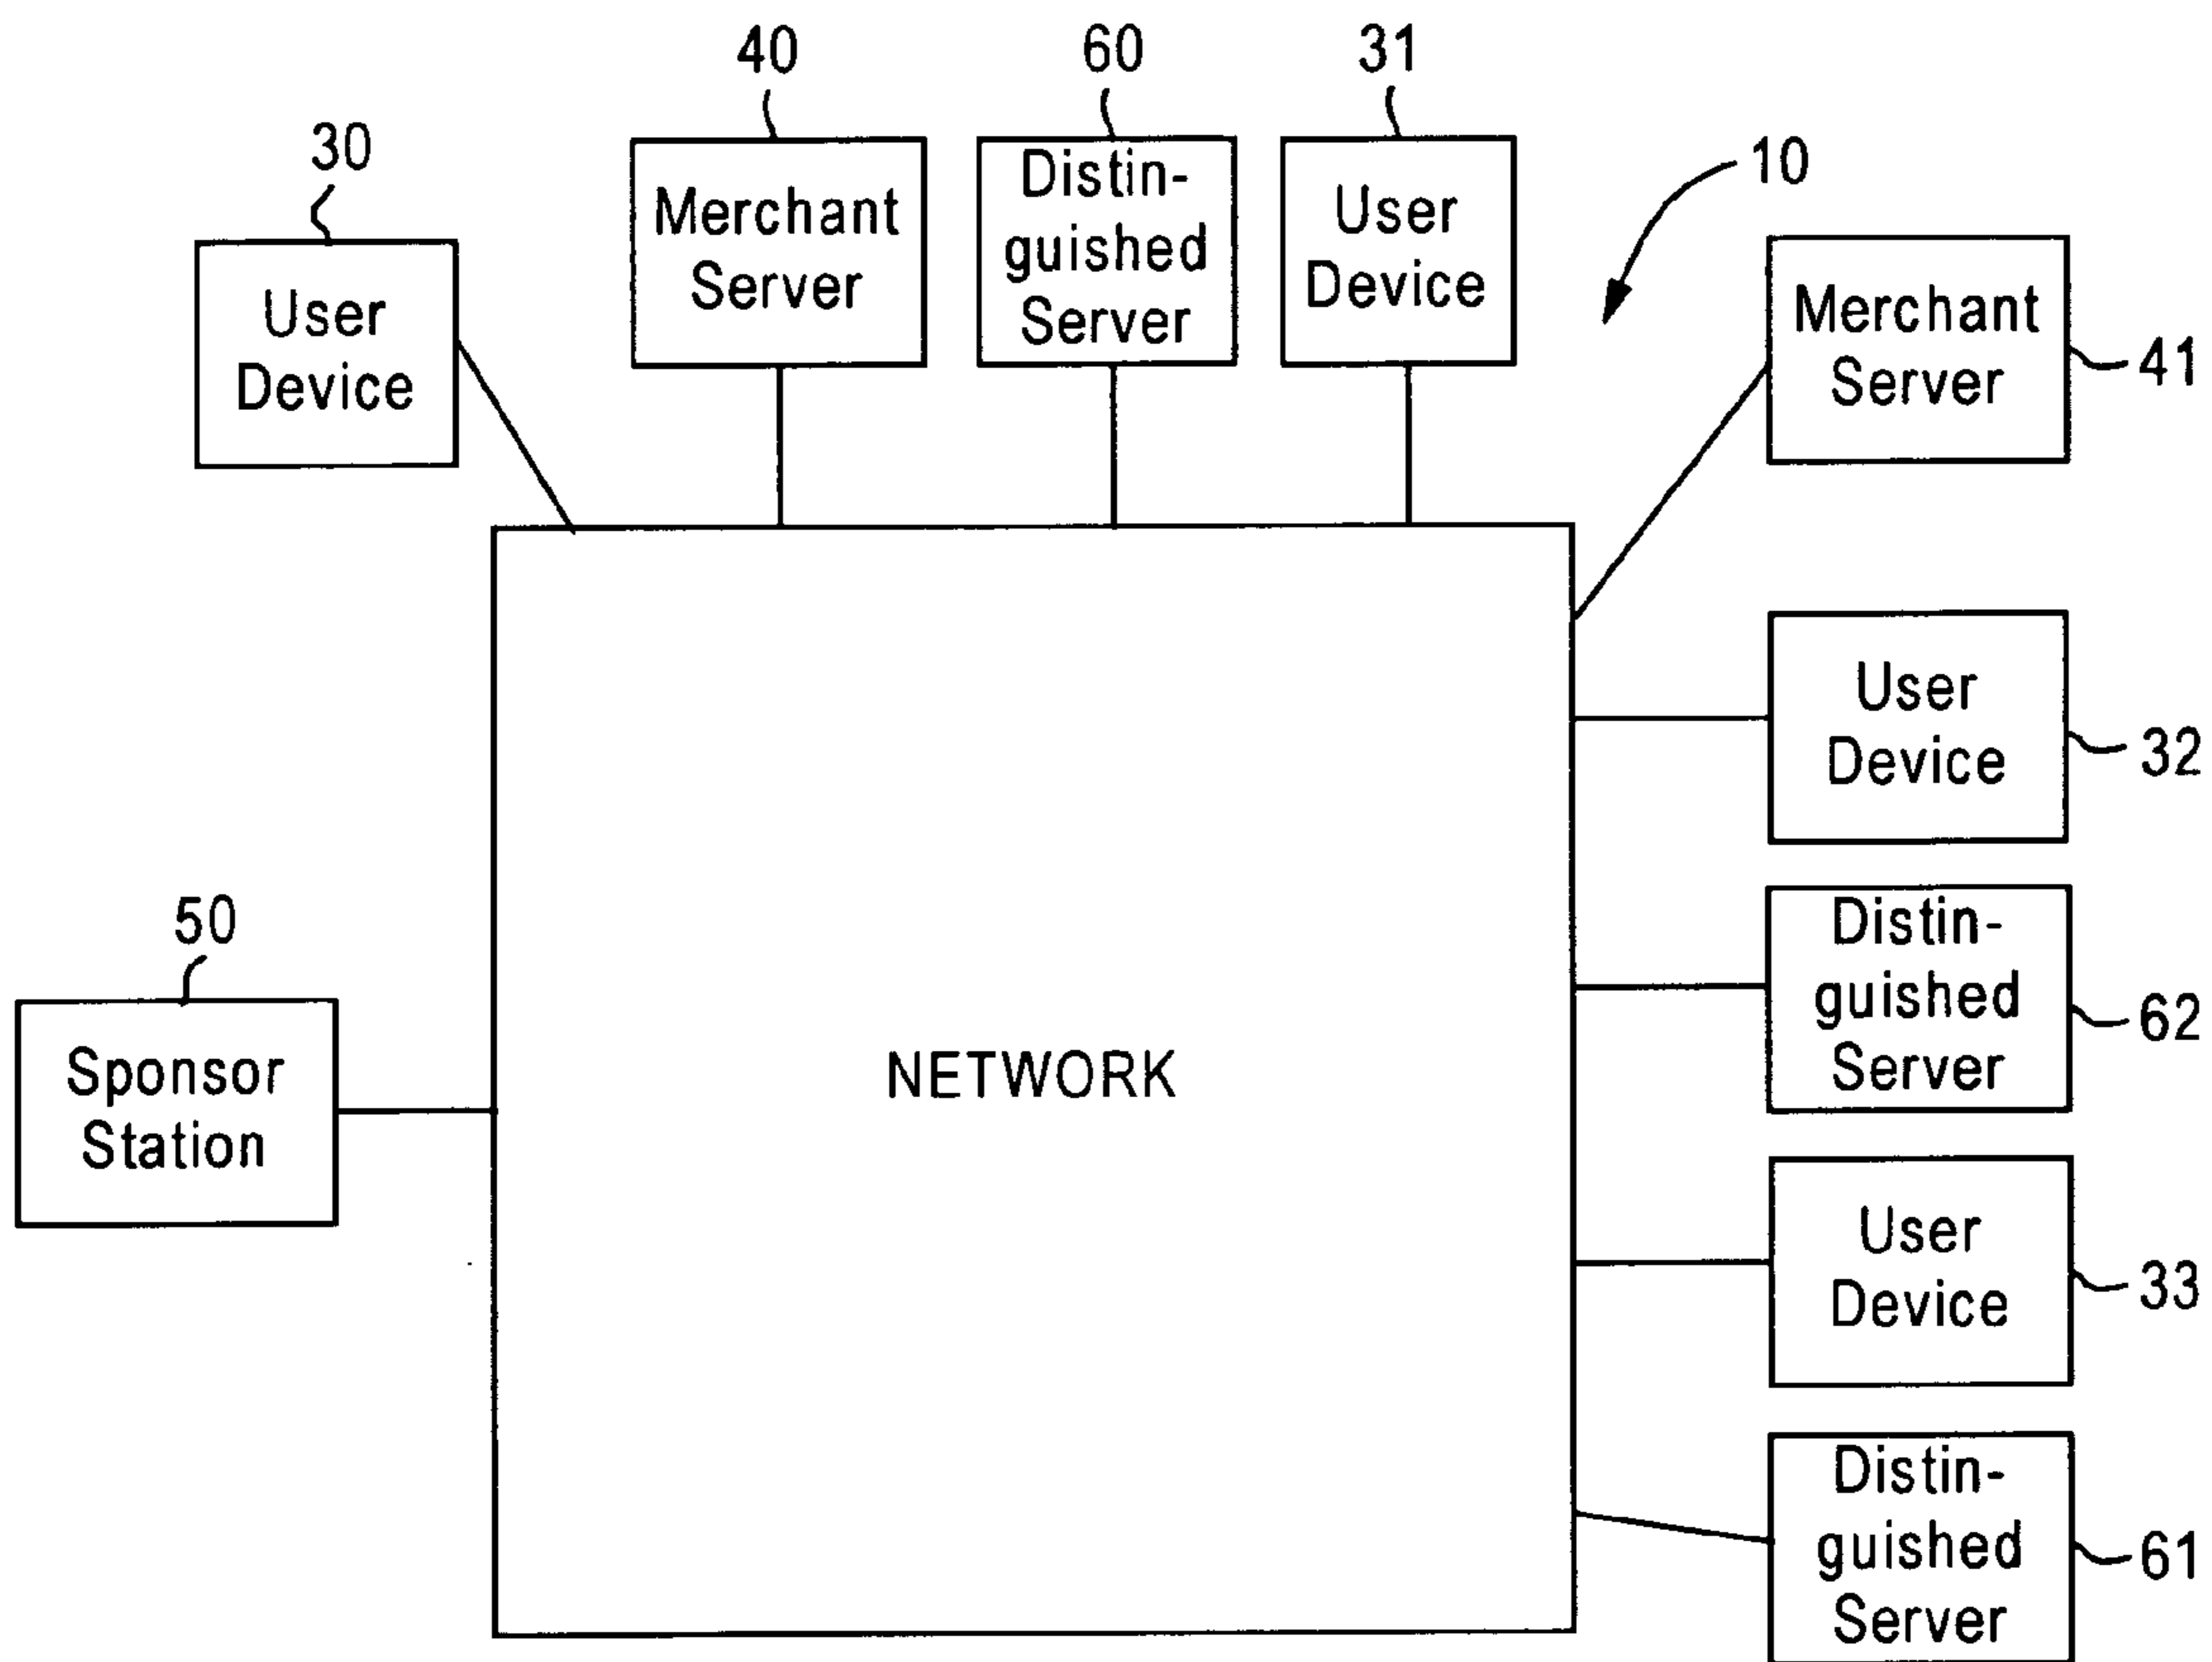 40
60
31
30
10
Merchant
Server
Distin-
guished
Server
User
Device
User
Device
Merchant
Server
41
User
Device
32
50
Distin-
guished
Server
62
Sponsor
Station
NETWORK
User
Device
33
Distin-
guished
Server
61